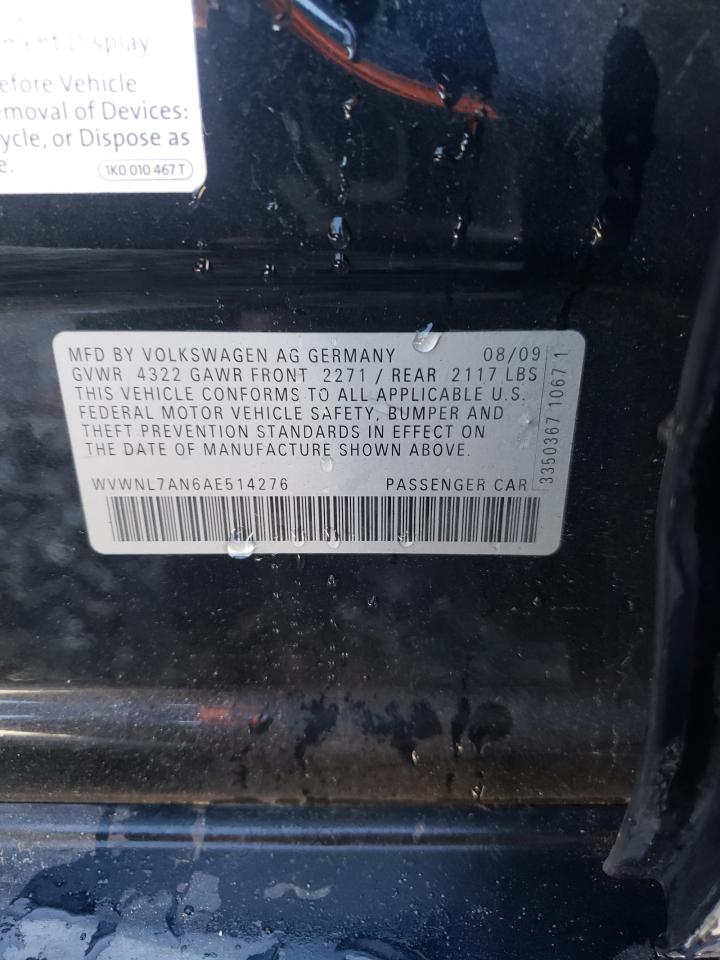 Display
efore Vehicle
emoval of Devices:
ycle, or Dispose as
e.
1K0 010 467 T
MFD BY VOLKSWAGEN AG GERMANY 08/09
GVWR 4322 GAWR FRONT 2271 / REAR 2117 LBS
THIS VEHICLE CONFORMS TO ALL APPLICABLE U.S.
FEDERAL MOTOR VEHICLE SAFETY, BUMPER AND
THEFT PREVENTION STANDARDS IN EFFECT ON
THE DATE OF MANUFACTURE SHOWN ABOVE.
WVWNL7AN6AE514276 PASSENGER CAR
3350367 1067 1